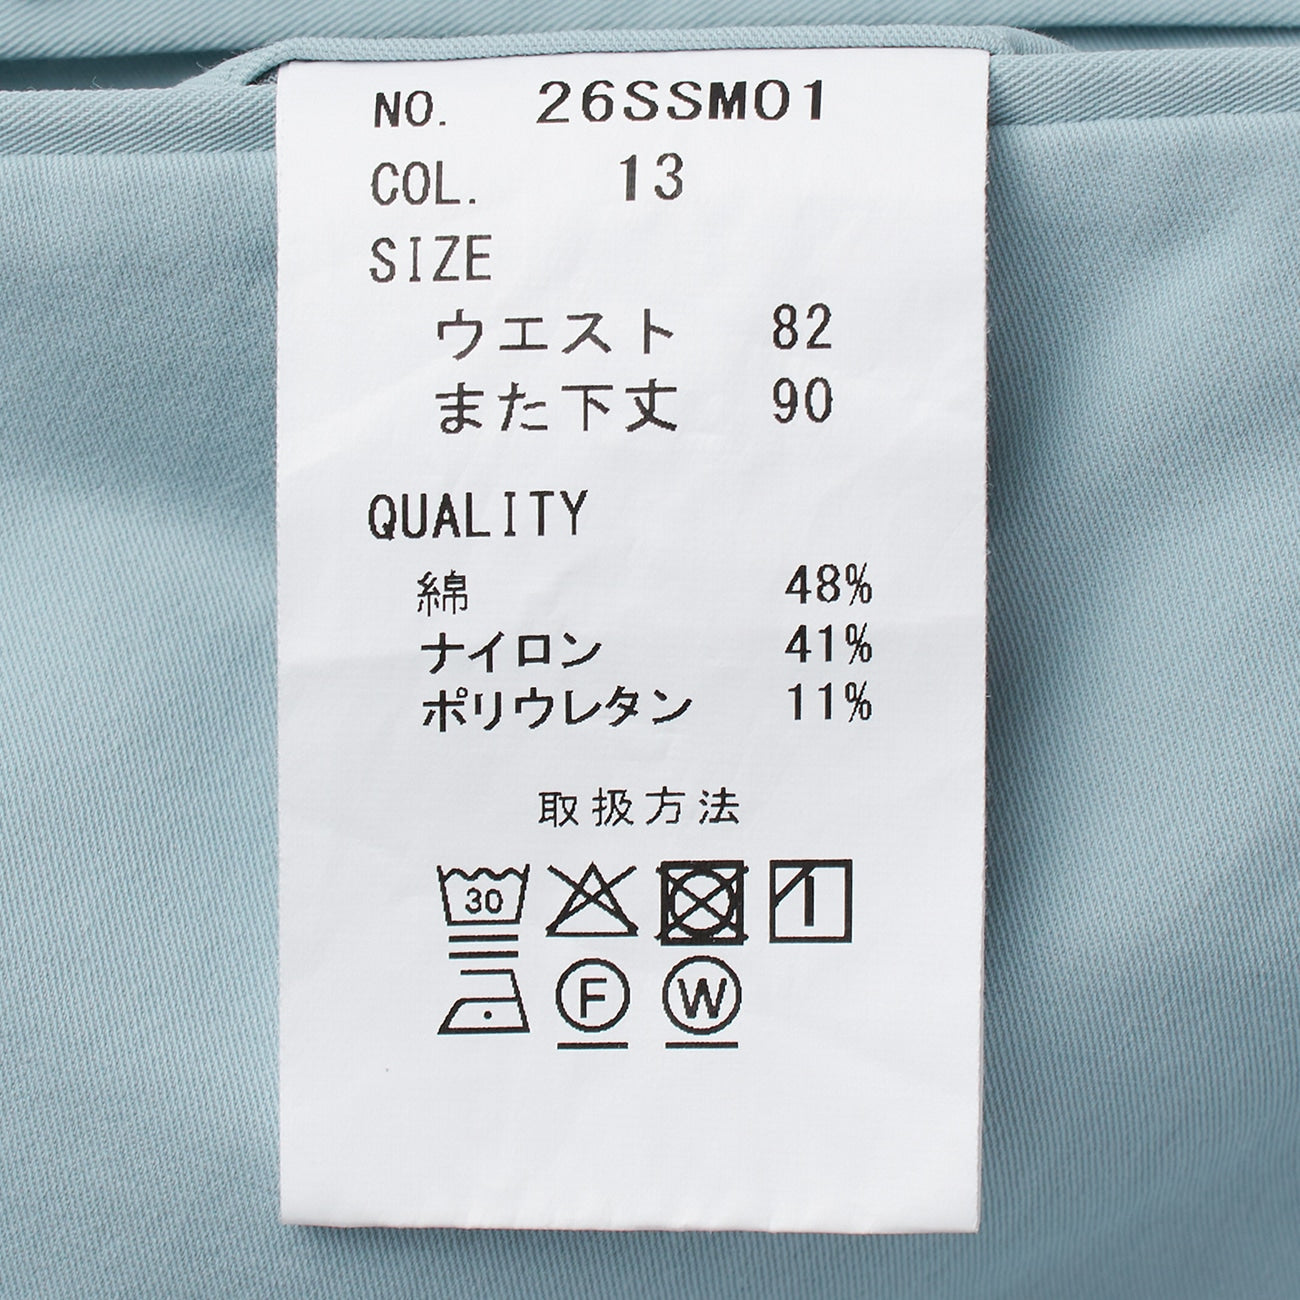 NO. 26SSM01
COL. 13
SIZE
ウエスト 82
また下丈 90
QUALITY
綿 48%
ナイロン 41%
ポリウレタン 11%
取扱方法
30
F W